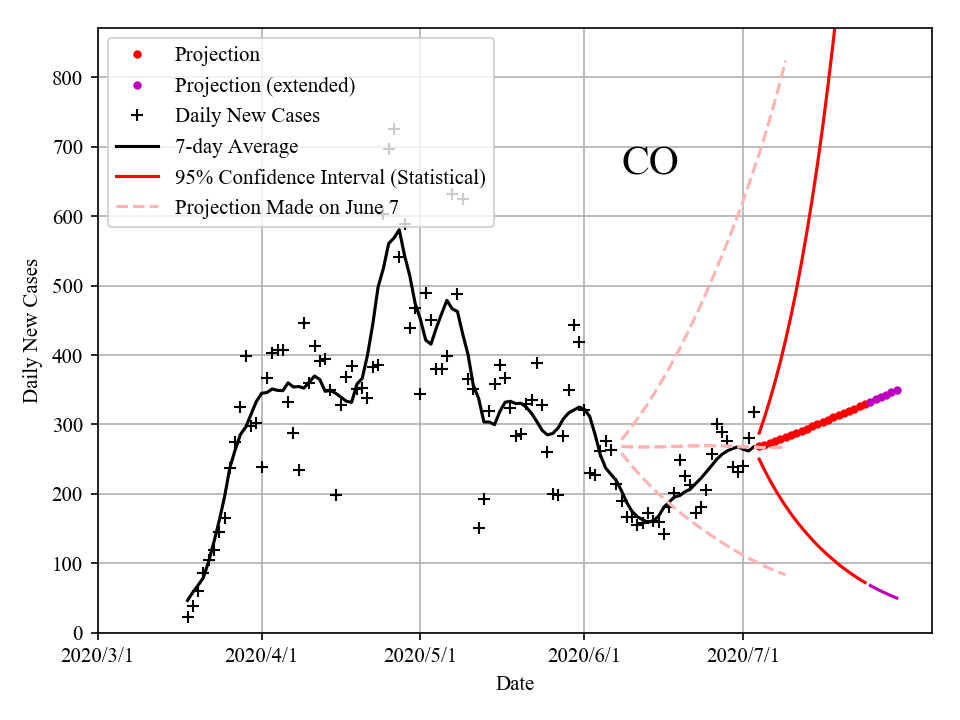 Projection
Projection (extended)
Daily New Cases
7-day Average
95% Confidence Interval (Statistical)
Projection Made on June 7
CO
800
700
600
500
400
300
200
100
0
Daily New Cases
2020/3/1
2020/4/1
2020/5/1
2020/6/1
2020/7/1
Date